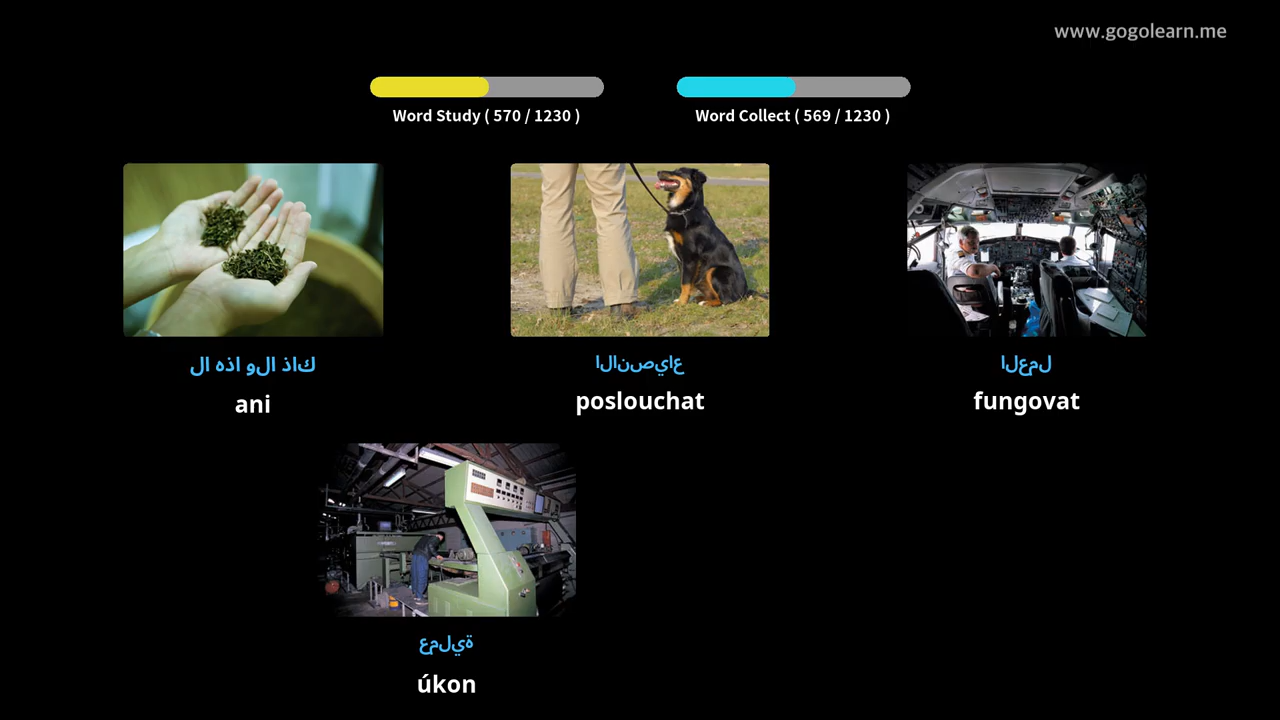 www.gogolearn.me
Word Study ( 570 / 1230 )
Word Collect ( 569 / 1230 )
لا هذا ولا ذاك
ani
الانصياع
poslouchat
العمل
fungovat
عملية
úkon